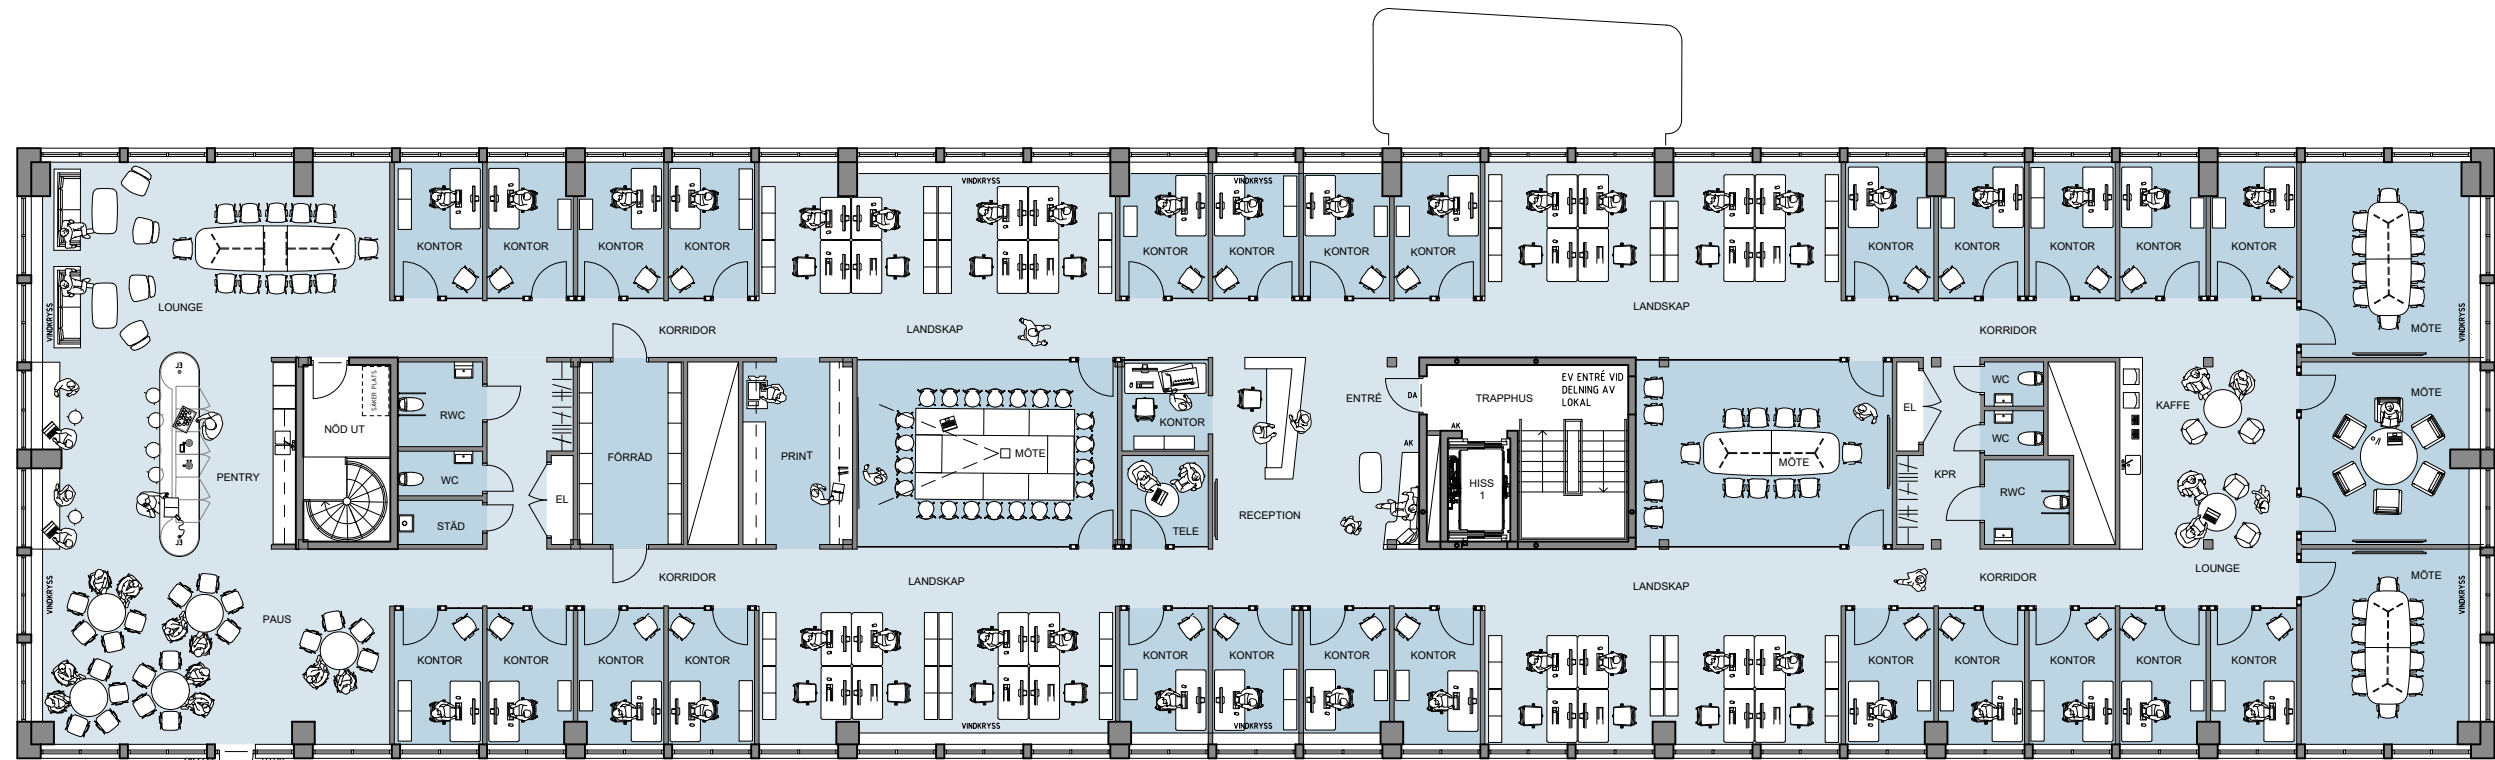 VINDKRYSS
VINDKRYSS
KONTOR
KONTOR
KONTOR
KONTOR
KONTOR
KONTOR
KONTOR
KONTOR
KONTOR
KONTOR
KONTOR
KONTOR
KONTOR
LOUNGE
VINDKRYSS
KORRIDOR
LANDSKAP
LANDSKAP
KORRIDOR
MÖTE
VINDKRYSS
SÄKER PLATS
EV ENTRÉ VID
DELNING AV
LOKAL
TRAPPHUS
ENTRÉ
DA
WC
EL
KAFFE
MÖTE
RWC
NÖD UT
KONTOR
AK
AK
WC
FÖRRÅD
PRINT
MÖTE
MÖTE
PENTRY
WC
KPR
HISS
1
RWC
EL
STÄD
TELE
RECEPTION
EL
EL
KORRIDOR
LANDSKAP
LANDSKAP
KORRIDOR
LOUNGE
MÖTE
VINDKRYSS
VINDKRYSS
PAUS
KONTOR
KONTOR
KONTOR
KONTOR
KONTOR
KONTOR
KONTOR
KONTOR
KONTOR
KONTOR
KONTOR
KONTOR
KONTOR
VINDKRYSS
VINDKRYSS